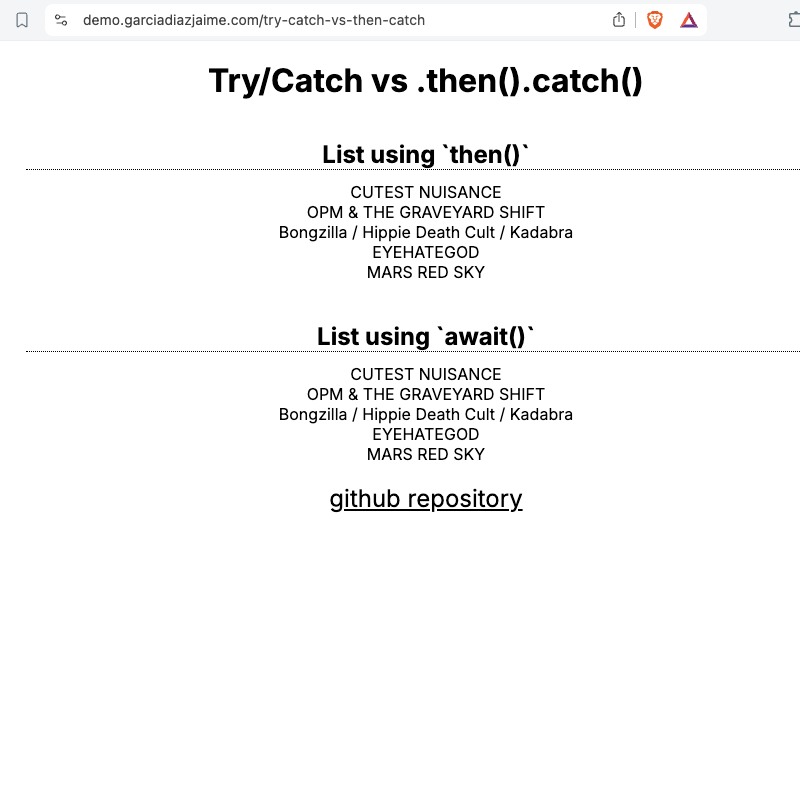 demo.garciadiazjaime.com/try-catch-vs-then-catch
Try/Catch vs .then().catch()
List using `then()`
CUTEST NUISANCE
OPM & THE GRAVEYARD SHIFT
Bongzilla / Hippie Death Cult / Kadabra
EYEHATEGOD
MARS RED SKY
List using `await()`
CUTEST NUISANCE
OPM & THE GRAVEYARD SHIFT
Bongzilla / Hippie Death Cult / Kadabra
EYEHATEGOD
MARS RED SKY
github repository